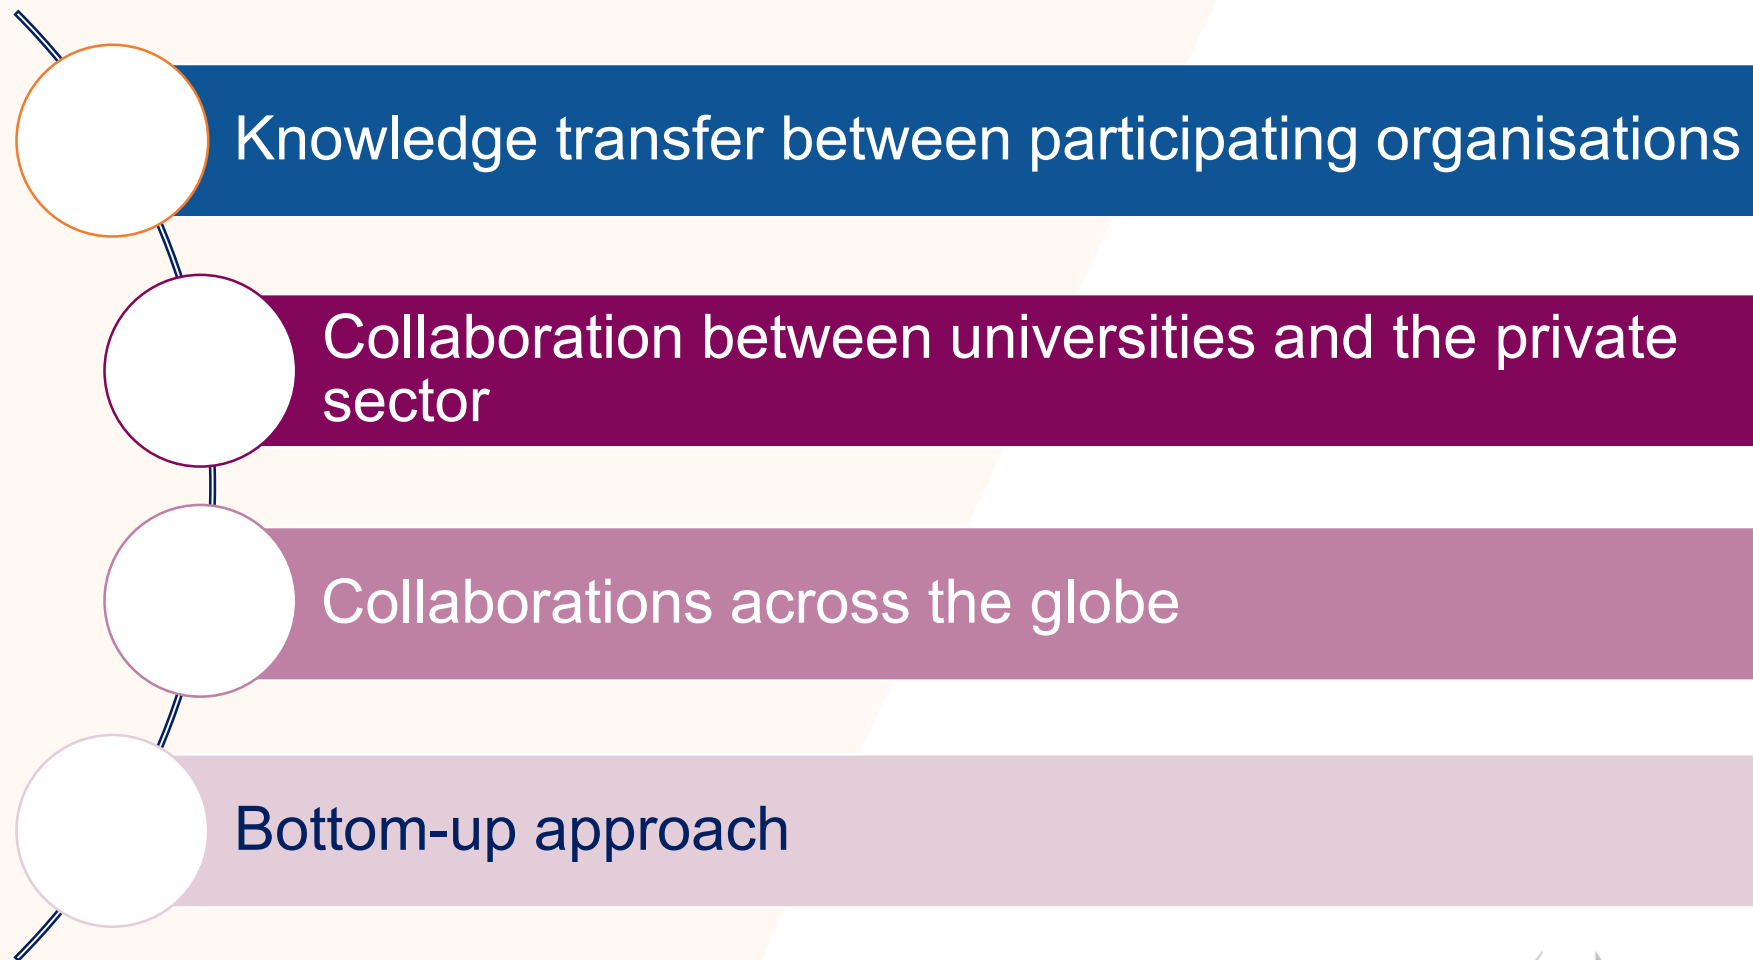 Knowledge transfer between participating organisations
Collaboration between universities and the private
sector
Collaborations across the globe
Bottom-up approach